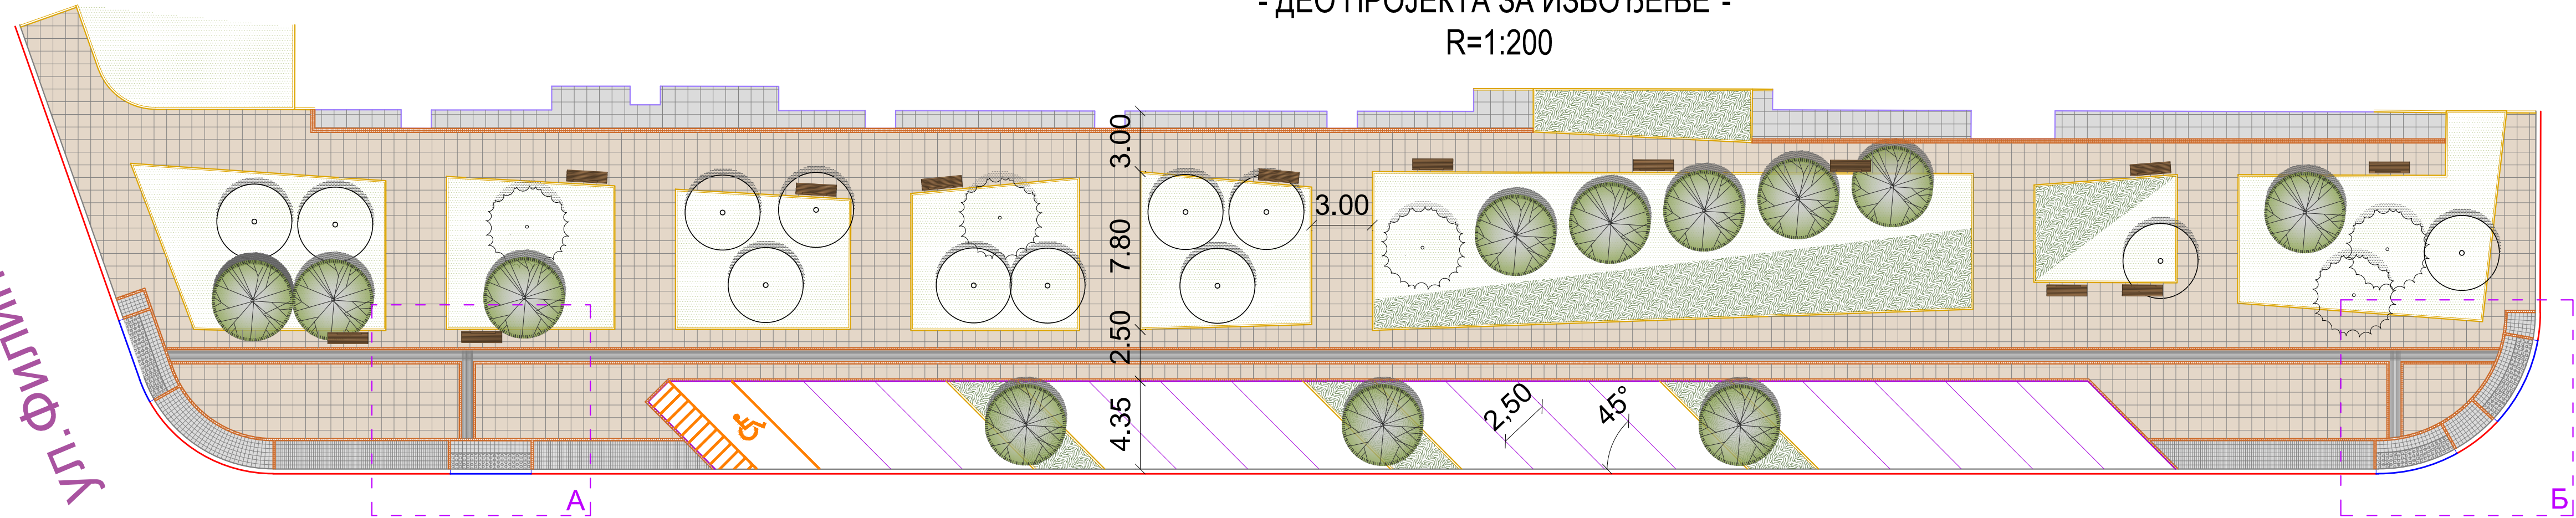 - ДЕО ПРОЈЕКТА ЗА ИЗВОЂЕЊЕ -
R=1:200
3.00
3.00
7.80
2.50
4.35
2,50
45°
А
Б
УЛ. ФИЛИП